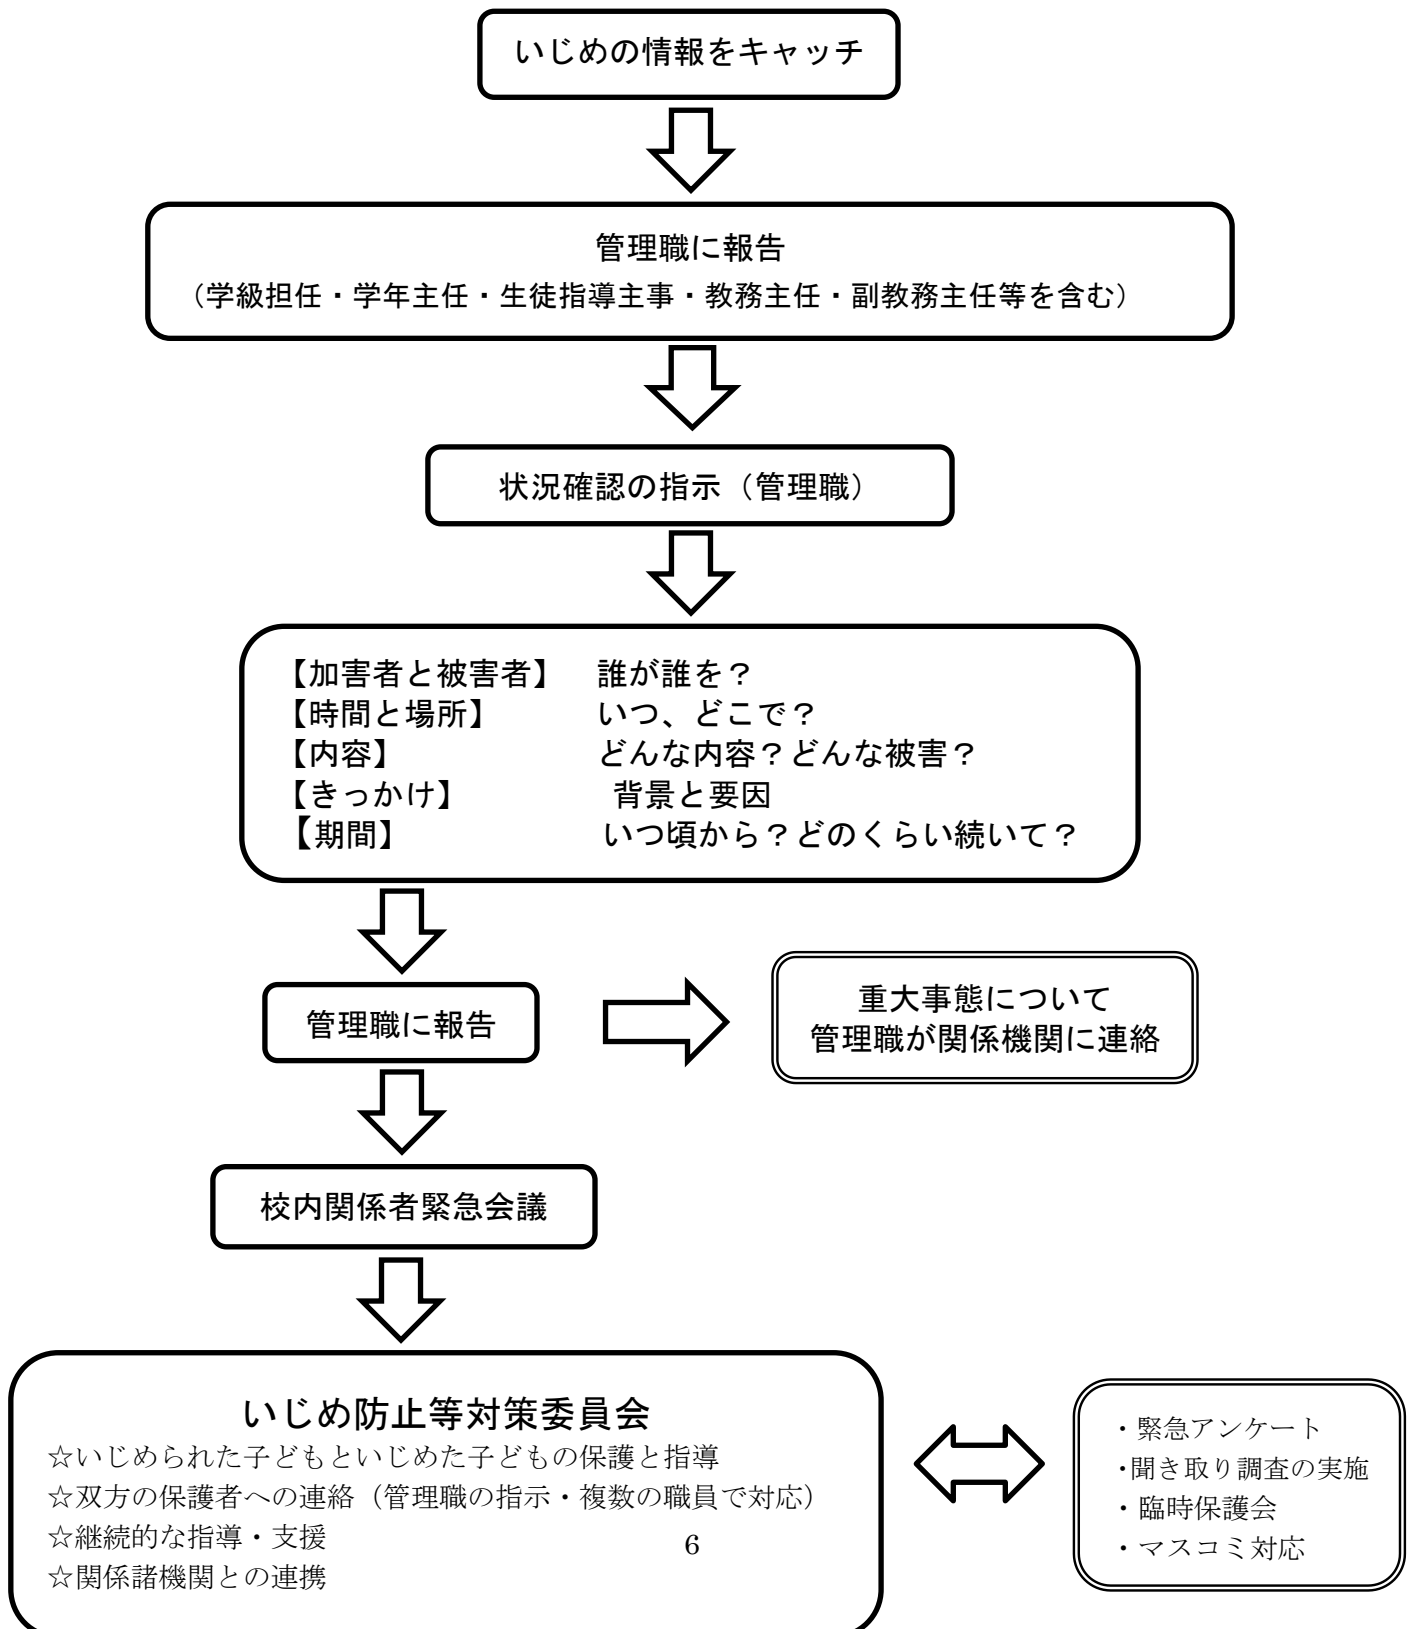 いじめの情報をキャッチ
管理職に報告
（学級担任・学年主任・生徒指導主事・教務主任・副教務主任等を含む）
状況確認の指示（管理職）
【加害者と被害者】　誰が誰を？
【時間と場所】　いつ、どこで？
【内容】　どんな内容？どんな被害？
【きっかけ】　背景と要因
【期間】　いつ頃から？どのくらい続いて？
管理職に報告
重大事態について
管理職が関係機関に連絡
校内関係者緊急会議
いじめ防止等対策委員会
☆いじめられた子どもといじめた子どもの保護と指導
☆双方の保護者への連絡（管理職の指示・複数の職員で対応）
☆継続的な指導・支援
☆関係諸機関との連携
・緊急アンケート
・聞き取り調査の実施
・臨時保護会
・マスコミ対応
6